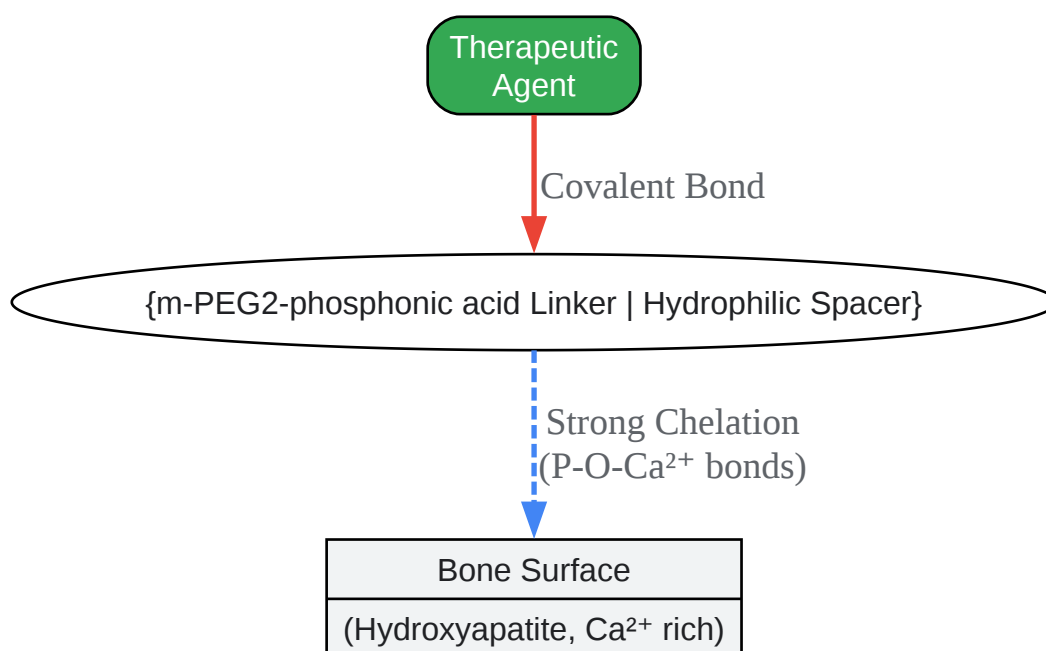 Therapeutic
Agent
Covalent Bond
{m-PEG2-phosphonic acid Linker | Hydrophilic Spacer}
Strong Chelation
(P-O-Ca²⁺ bonds)
Bone Surface
(Hydroxyapatite, Ca²⁺ rich)